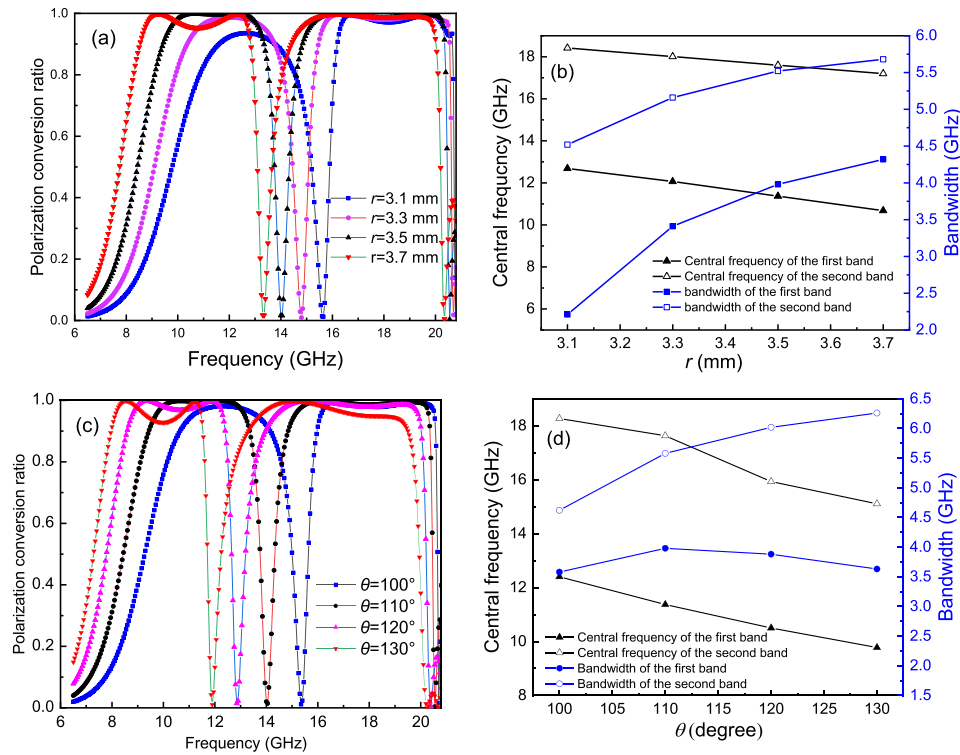 (a)
Polarization conversion ratio
1.0
0.8
0.6
0.4
0.2
0.0
6
8
10
12
14
16
18
20
Frequency (GHz)
r=3.1 mm
r=3.3 mm
r=3.5 mm
r=3.7 mm
(b)
Central frequcny (GHz)
18
16
14
12
10
8
6
3.1
3.2
3.3
3.4
3.5
3.6
3.7
r (mm)
6.0
5.5
5.0
4.5
4.0
3.5
3.0
2.5
2.0
Bandwidth (GHz)
Central frequency of the first band
Central frequency of the second band
bandwidth of the first band
bandwidth of the second band
(c)
Polarization conversion ratio
1.0
0.8
0.6
0.4
0.2
0.0
6
8
10
12
14
16
18
20
Frequency (GHz)
θ=100°
θ=110°
θ=120°
θ=130°
(d)
Central frequency (GHz)
18
16
14
12
10
8
100
105
110
115
120
125
130
θ (degree)
6.5
6.0
5.5
5.0
4.5
4.0
3.5
3.0
2.5
2.0
1.5
Bandwidth (GHz)
Central frequency of the first band
Central frequency of the second band
Bandwidth of the first band
Bandwidth of the second band